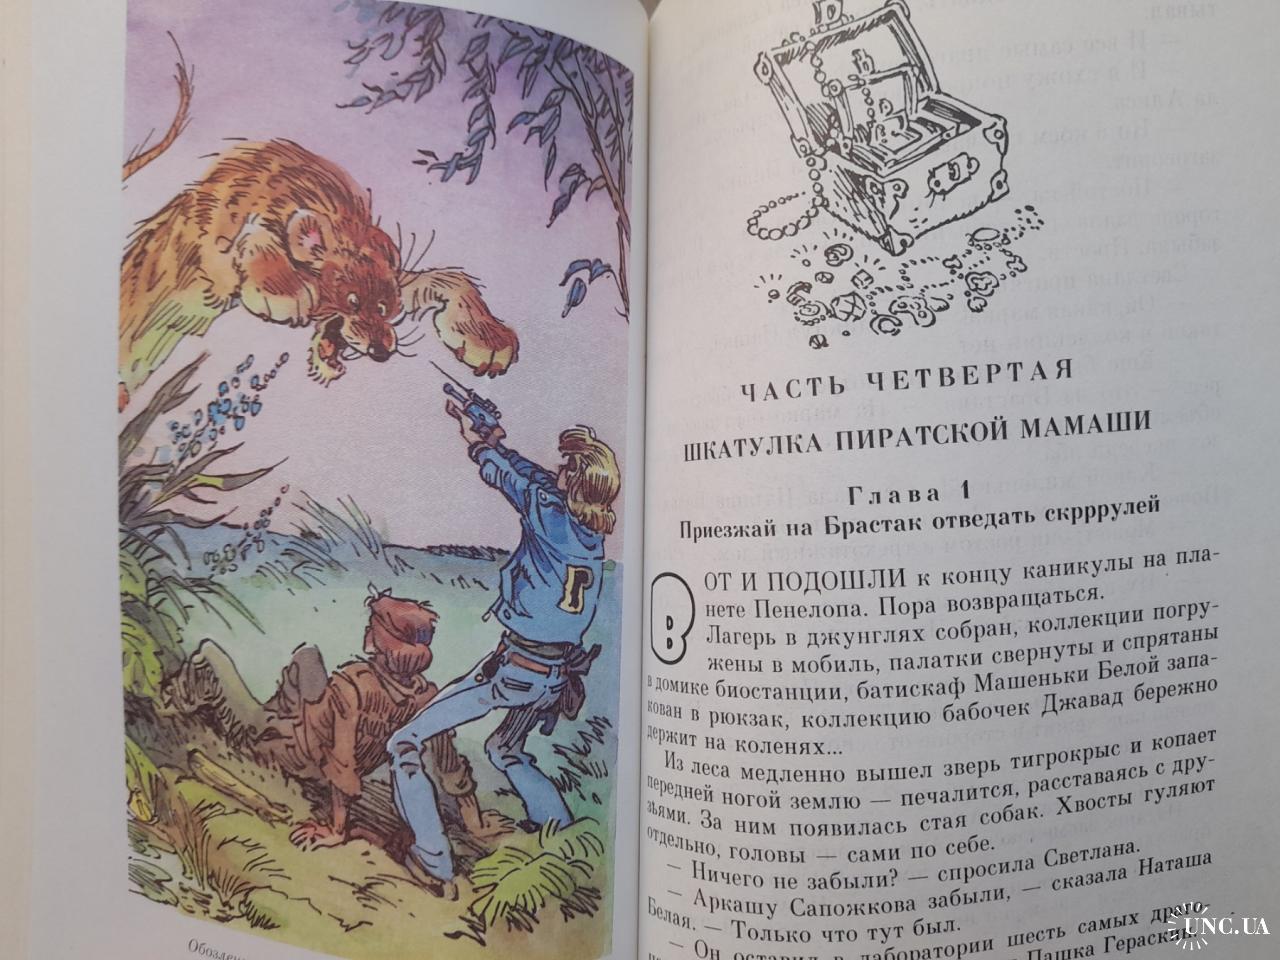 ЧАСТЬ ЧЕТВЕРТАЯ
ШКАТУЛКА ПИРАТСКОЙ МАМАШИ
Глава 1
Приезжай на Брастак отведать скрррулей
ВОТ И ПОДОШЛИ к концу каникулы на пла-
нете Пенелопа. Пора возвращаться.
Лагерь в джунглях собран, коллекции погру-
жены в мобиль, палатки свернуты и спрятаны
в домике биостанции, батискаф Машеньки Белой запа-
кован в рюкзак, коллекцию бабочек Джавад бережно
держит на коленях...
Из леса медленно вышел зверь тигрокрыс и копает
передней ногой землю — печалится, расставаясь с дру-
зьями. За ним появилась стая собак. Хвосты гуляют
отдельно, головы — сами по себе.
— Ничего не забыли? — спросила Светлана.
— Аркашу Сапожкова забыли, — сказала Наташа
Белая. — Только что тут был.
— Он оставил в лаборатории шесть самых драго-
Пашка Гераскин.
Г
UNC.UA